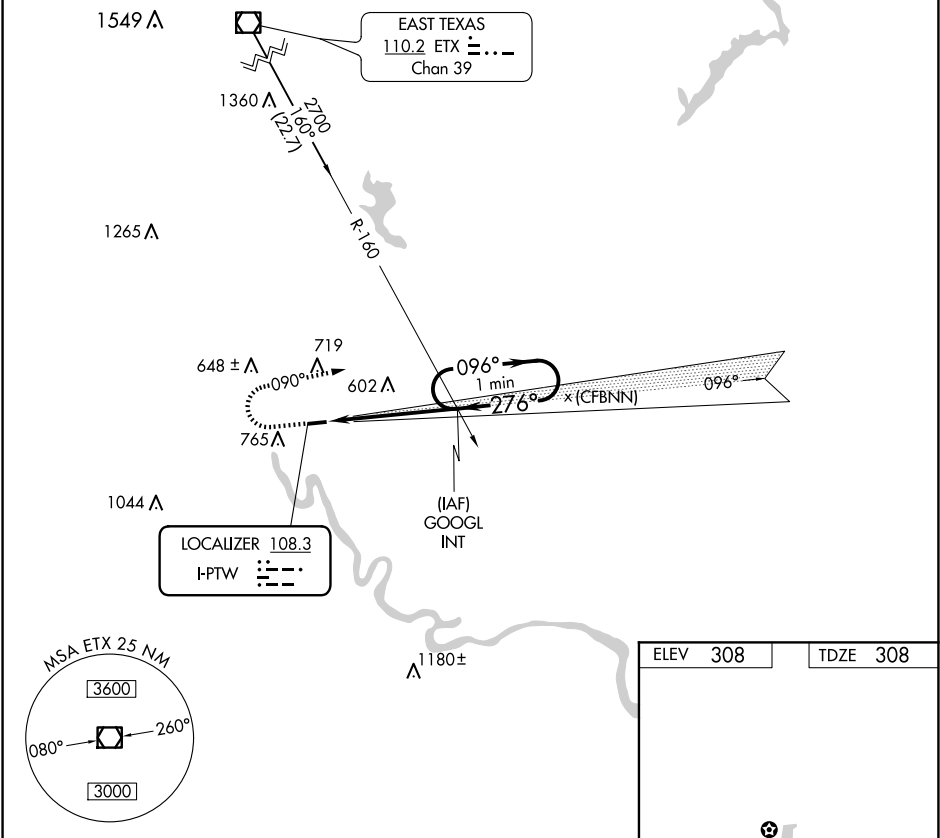 1549
EAST TEXAS
110.2 ETX
Chan 39
1360
2700
160°
(22.7)
1265
R-160
719
648 ±
090°
602
096°
1 min
276°
(CFBNN)
096°
765
1044
(IAF)
GOOGL
INT
LOCALIZER 108.3
I-PTW
1180±
MSA ETX 25 NM
3600
260°
080°
3000
ELEV 308
TDZE 308